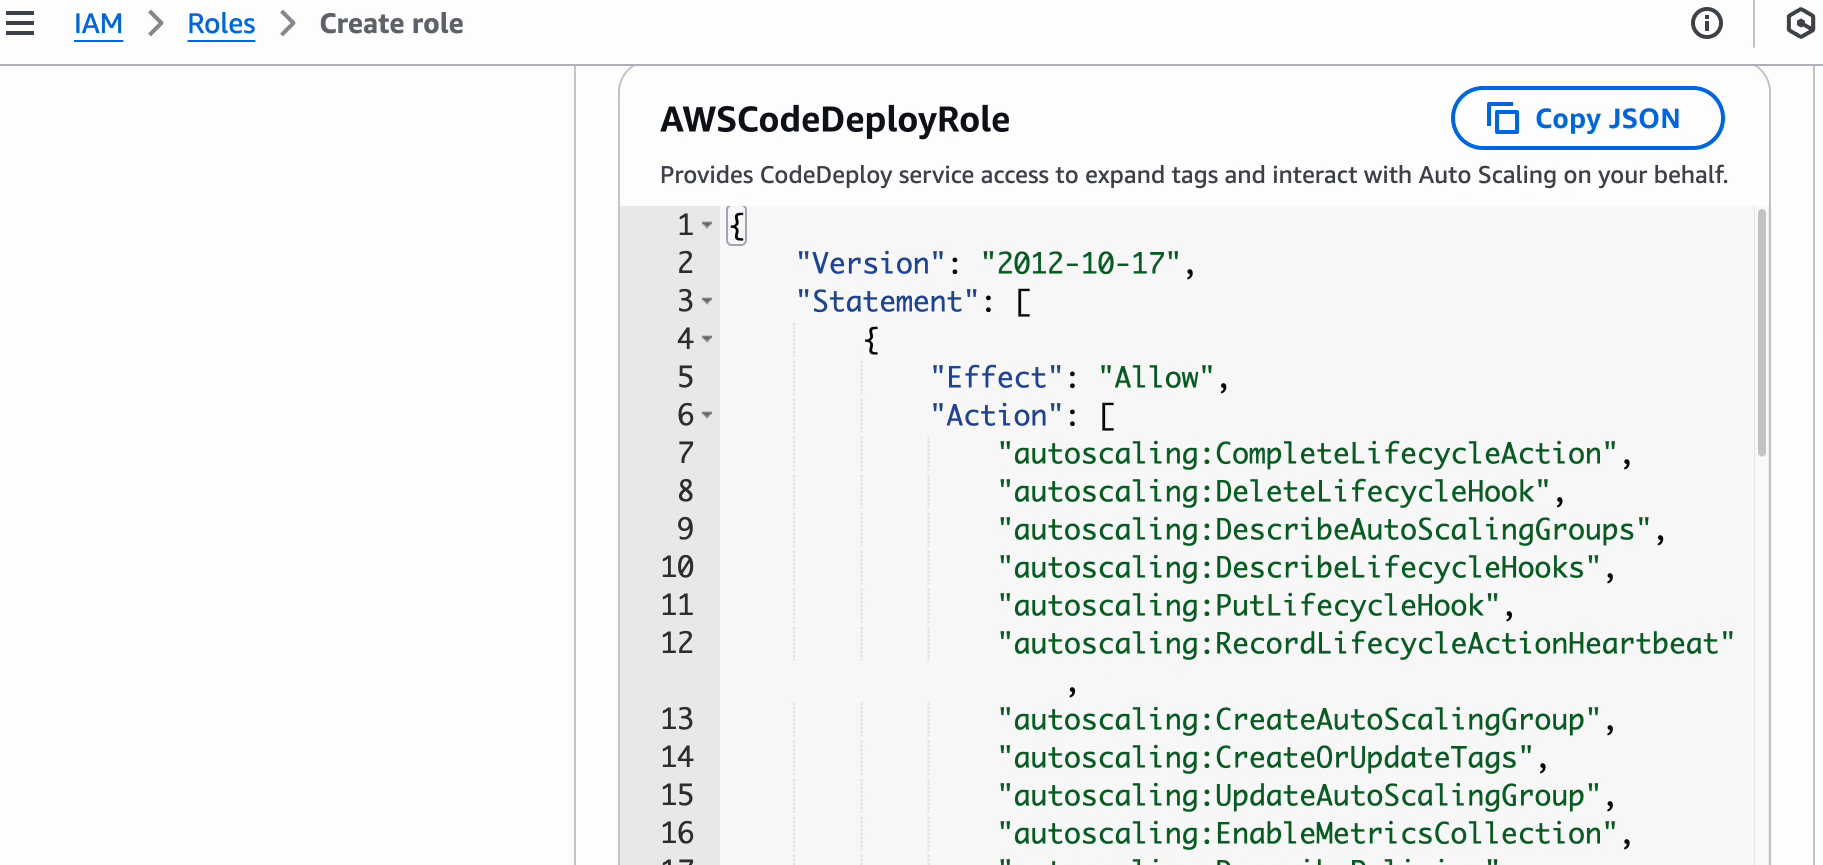 IAM > Roles > Create role
AWSCodeDeployRole
Copy JSON
Provides CodeDeploy service access to expand tags and interact with Auto Scaling on your behalf.
1 {
2 "Version": "2012-10-17",
3 "Statement": [
4 {
5 "Effect": "Allow",
6 "Action": [
7 "autoscaling:CompleteLifecycleAction",
8 "autoscaling:DeleteLifecycleHook",
9 "autoscaling:DescribeAutoScalingGroups",
10 "autoscaling:DescribeLifecycleHooks",
11 "autoscaling:PutLifecycleHook",
12 "autoscaling:RecordLifecycleActionHeartbeat"
,
13 "autoscaling:CreateAutoScalingGroup",
14 "autoscaling:CreateOrUpdateTags",
15 "autoscaling:UpdateAutoScalingGroup",
16 "autoscaling:EnableMetricsCollection",